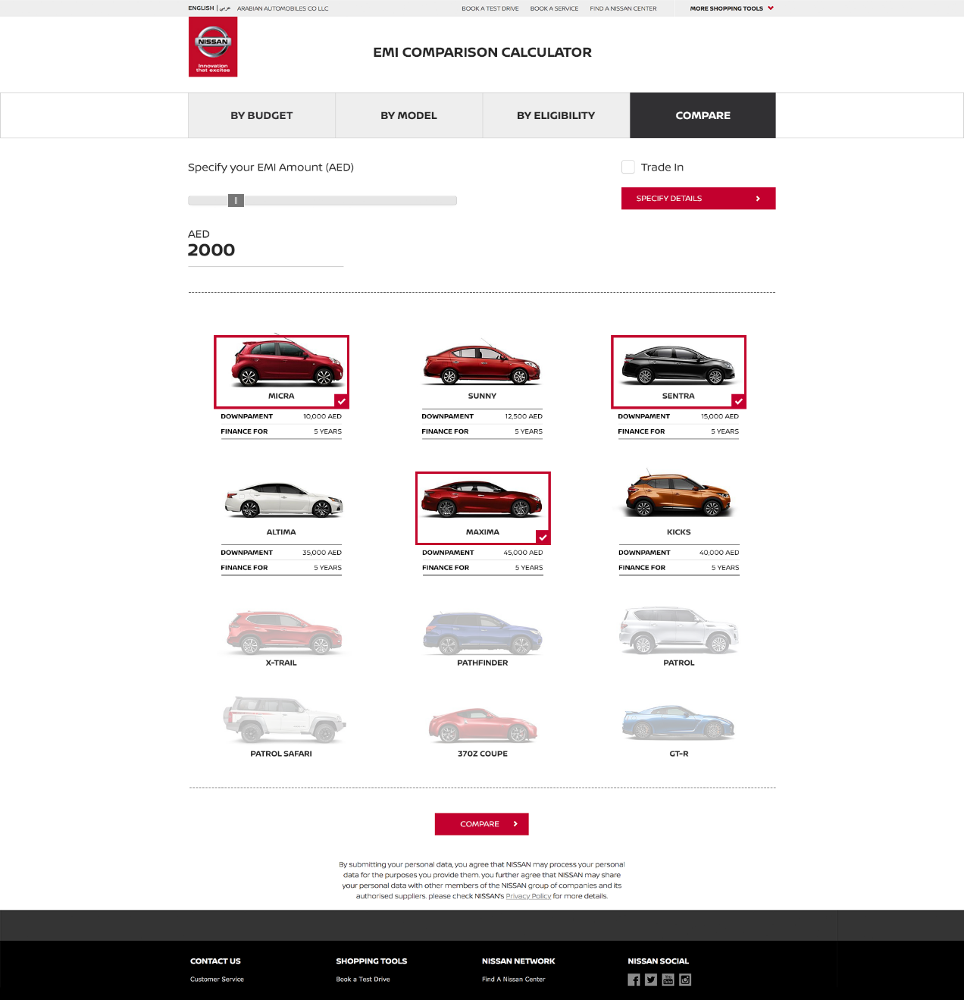 ENGLISH | عربي ARABIAN AUTOMOBILES CO LLC BOOK A TEST DRIVE BOOK A SERVICE FIND A NISSAN CENTER MORE SHOPPING TOOLS
NISSAN
Innovation
that excites
EMI COMPARISON CALCULATOR
BY BUDGET BY MODEL BY ELIGIBILITY COMPARE
Specify your EMI Amount (AED) Trade In
SPECIFY DETAILS
AED
2000
MICRA SUNNY SENTRA
DOWNPAMENT 10,000 AED DOWNPAMENT 12,500 AED DOWNPAMENT 15,000 AED
FINANCE FOR 5 YEARS FINANCE FOR 5 YEARS FINANCE FOR 5 YEARS
ALTIMA MAXIMA KICKS
DOWNPAMENT 35,000 AED DOWNPAMENT 45,000 AED DOWNPAMENT 40,000 AED
FINANCE FOR 5 YEARS FINANCE FOR 5 YEARS FINANCE FOR 5 YEARS
X-TRAIL PATHFINDER PATROL
PATROL SAFARI 370Z COUPE GT-R
COMPARE
By submitting your personal data, you agree that NISSAN may process your personal
data for the purposes you provide them. you further agree that NISSAN may share
your personal data with other members of the NISSAN group of companies and its
authorised suppliers. please check NISSAN's Privacy Policy for more details.
CONTACT US SHOPPING TOOLS NISSAN NETWORK NISSAN SOCIAL
Customer Service Book a Test Drive Find A Nissan Center
You
Tube